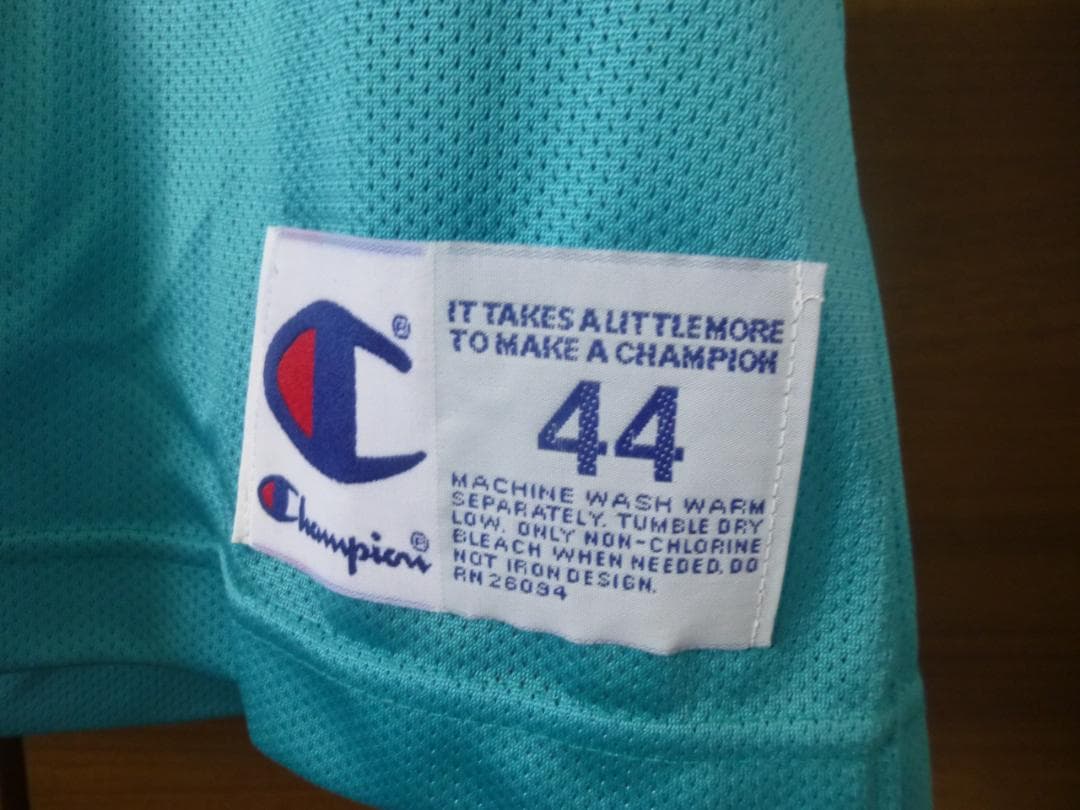 ®
Champion®
IT TAKES A LITTLE MORE
TO MAKE A CHAMPION
44
MACHINE WASH WARM
SEPARATELY. TUMBLE DRY
LOW. ONLY NON-CHLORINE
BLEACH WHEN NEEDED. DO
NOT IRON DESIGN.
RN 26094